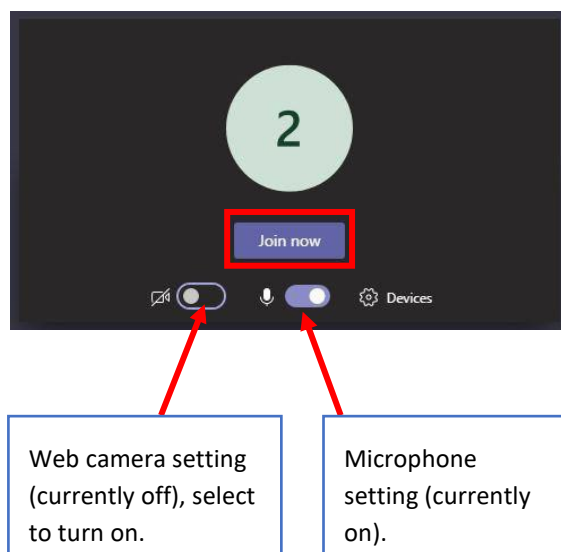 2
Join now
Devices
Web camera setting
(currently off), select
to turn on.
Microphone
setting (currently
on).